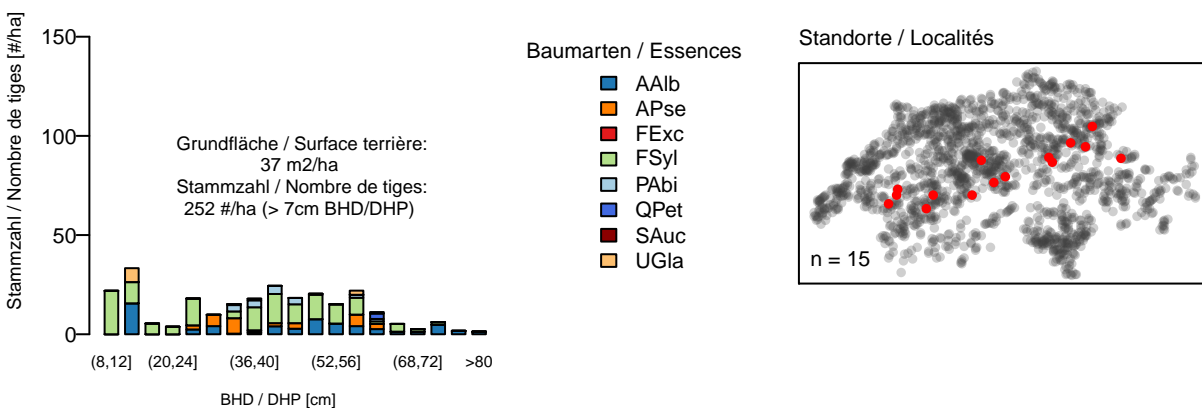 Stammzahl / Nombre de tiges [#/ha]
150
100
50
0
Grundfläche / Surface terrière:
37 m2/ha
Stammzahl / Nombre de tiges:
252 #/ha (> 7cm BHD/DHP)
(8,12]
(20,24]
(36,40]
(52,56]
(68,72]
>80
BHD / DHP [cm]
Baumarten / Essences
AAlb
APse
FExc
FSyl
PAbi
QPet
SAuc
UGla
Standorte / Localités
n = 15